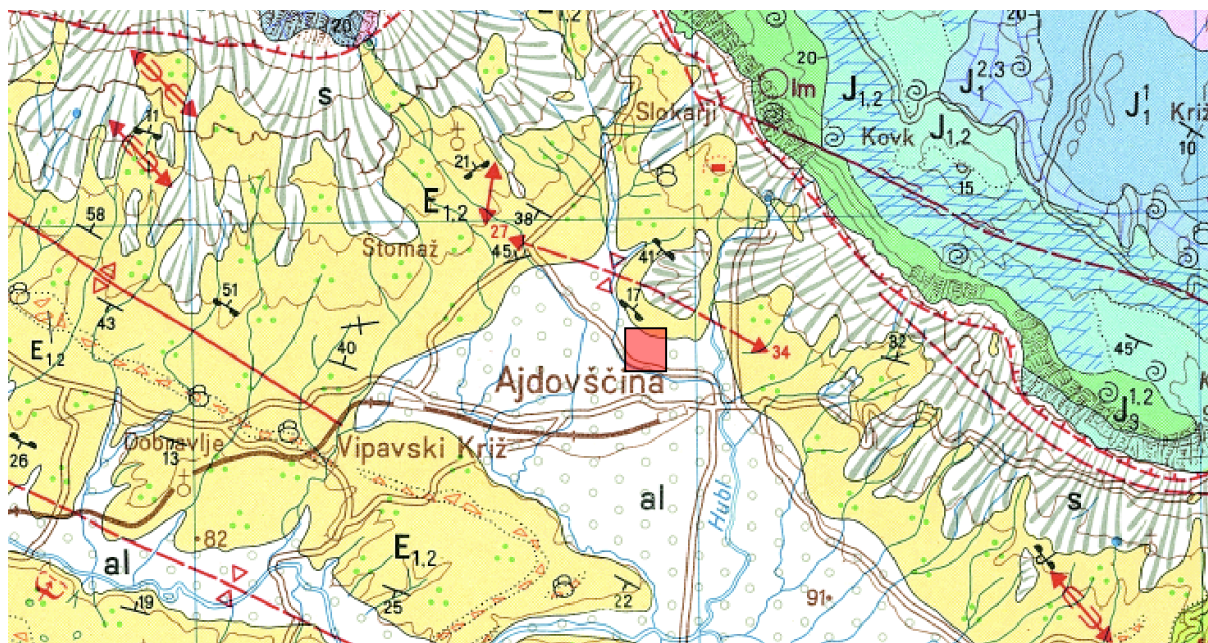 20
E1,2
20
lm
J1,2
J1 2,3
J1 1
s
Slokarji
Kovk
J1,2
Križ
10
11
21
15
E1,2
38
58
27
Stomaž
45
41
51
17
43
E1,2
40
34
32
45
Ajdovščina
J3 1,2
Dobravlje
13
Vipavski Križ
26
al
Hubl
s
82
E1,2
al
19
25
22
91